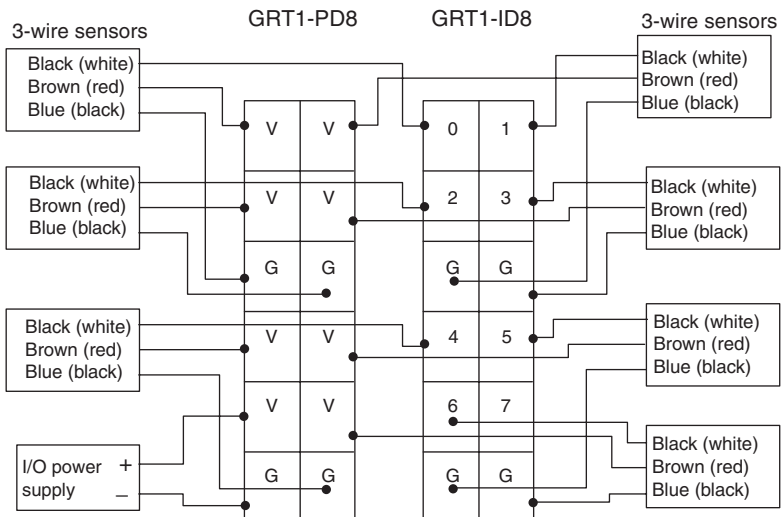 GRT1-PD8
GRT1-ID8
3-wire sensors
3-wire sensors
Black (white)
Brown (red)
Blue (black)
Black (white)
Brown (red)
Blue (black)
V V
0 1
Black (white)
Brown (red)
Blue (black)
V V
2 3
Black (white)
Brown (red)
Blue (black)
G G
G G
Black (white)
Brown (red)
Blue (black)
V V
4 5
Black (white)
Brown (red)
Blue (black)
V V
6 7
I/O power +
supply –
G G
G G
Black (white)
Brown (red)
Blue (black)